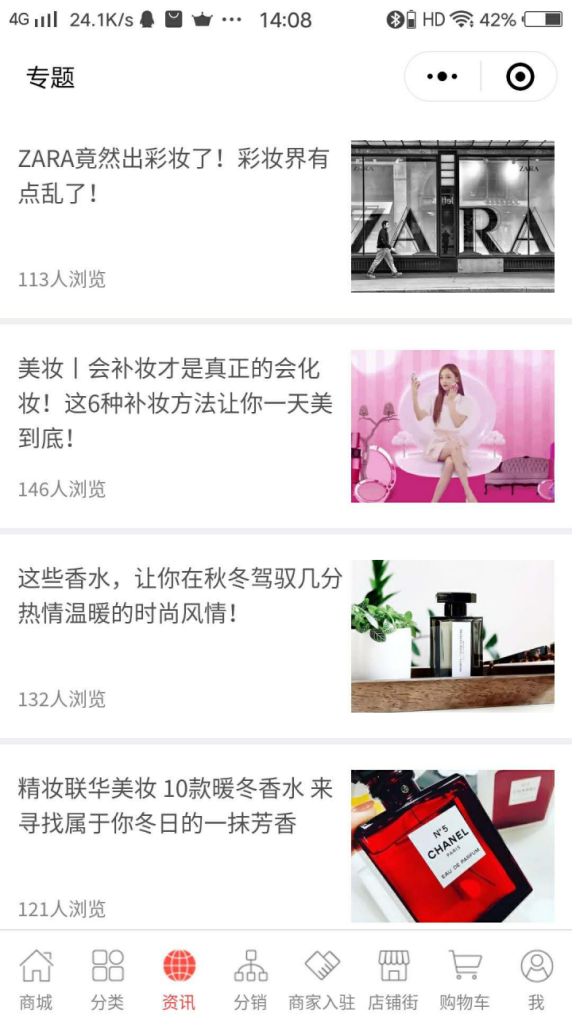 4G 24.1K/s 14:08 HD 42%
专题
ZARA竟然出彩妆了！彩妆界有
点乱了！
113人浏览
ZARA
ZARA
ZARA
美妆丨会补妆才是真正的会化
妆！这6种补妆方法让你一天美
到底！
146人浏览
这些香水，让你在秋冬驾驭几分
热情温暖的时尚风情！
132人浏览
精妆联华美妆 10款暖冬香水 来
寻找属于你冬日的一抹芳香
121人浏览
N°5
CHANEL
PARIS
EAU DE PARFUM
商城 分类 资讯 分销 商家入驻 店铺街 购物车 我